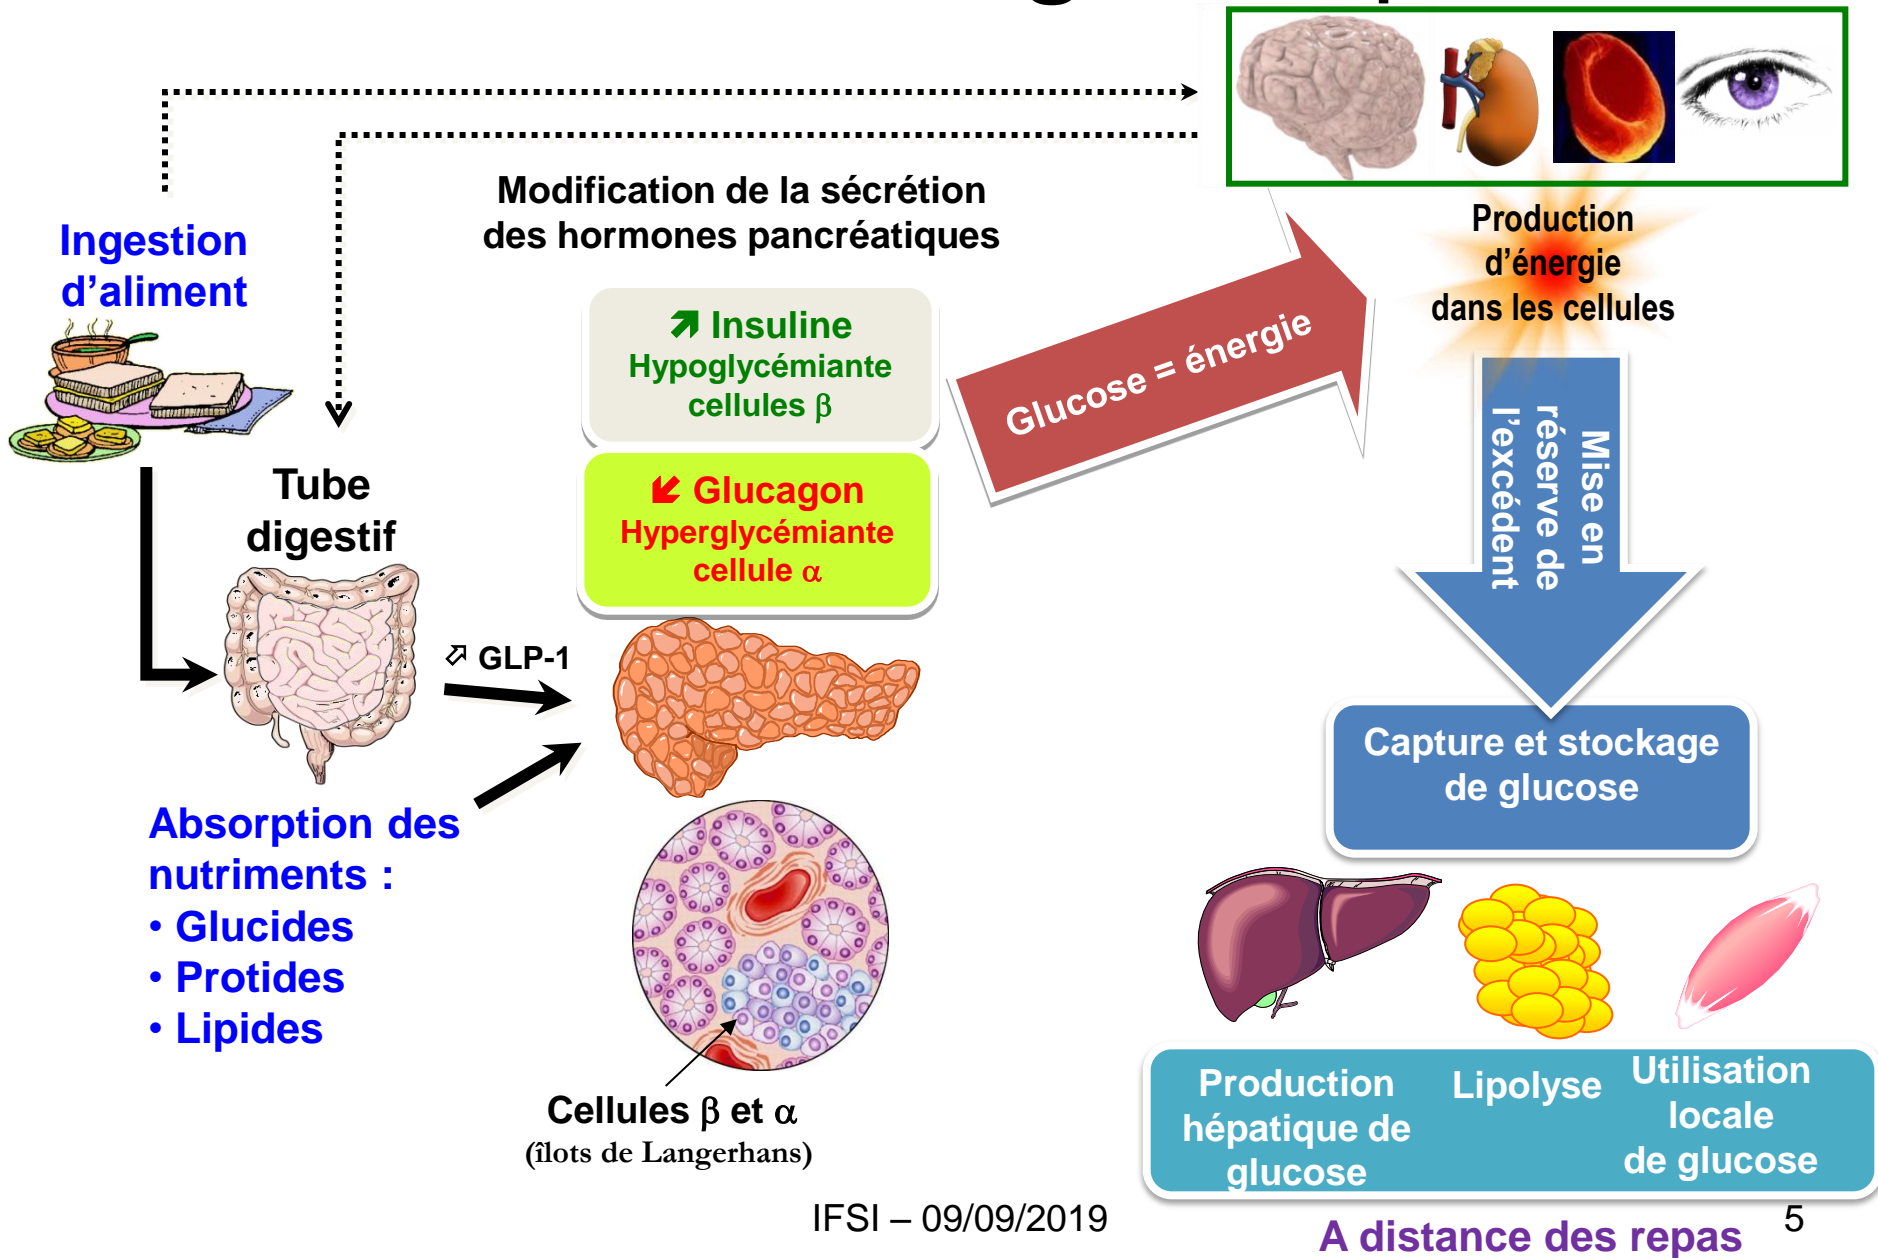 Modification de la sécrétion
des hormones pancréatiques
Ingestion
d’aliment
↗ Insuline
Hypoglycémiante
cellules β
↙ Glucagon
Hyperglycémiante
cellule α
Glucose = énergie
Production
d’énergie
dans les cellules
Mise en
réserve de
l’excédent
Tube
digestif
⬀ GLP-1
Capture et stockage
de glucose
Absorption des
nutriments :
• Glucides
• Protides
• Lipides
Cellules β et α
(îlots de Langerhans)
Production
hépatique de
glucose
Lipolyse
Utilisation
locale
de glucose
IFSI – 09/09/2019
A distance des repas
5